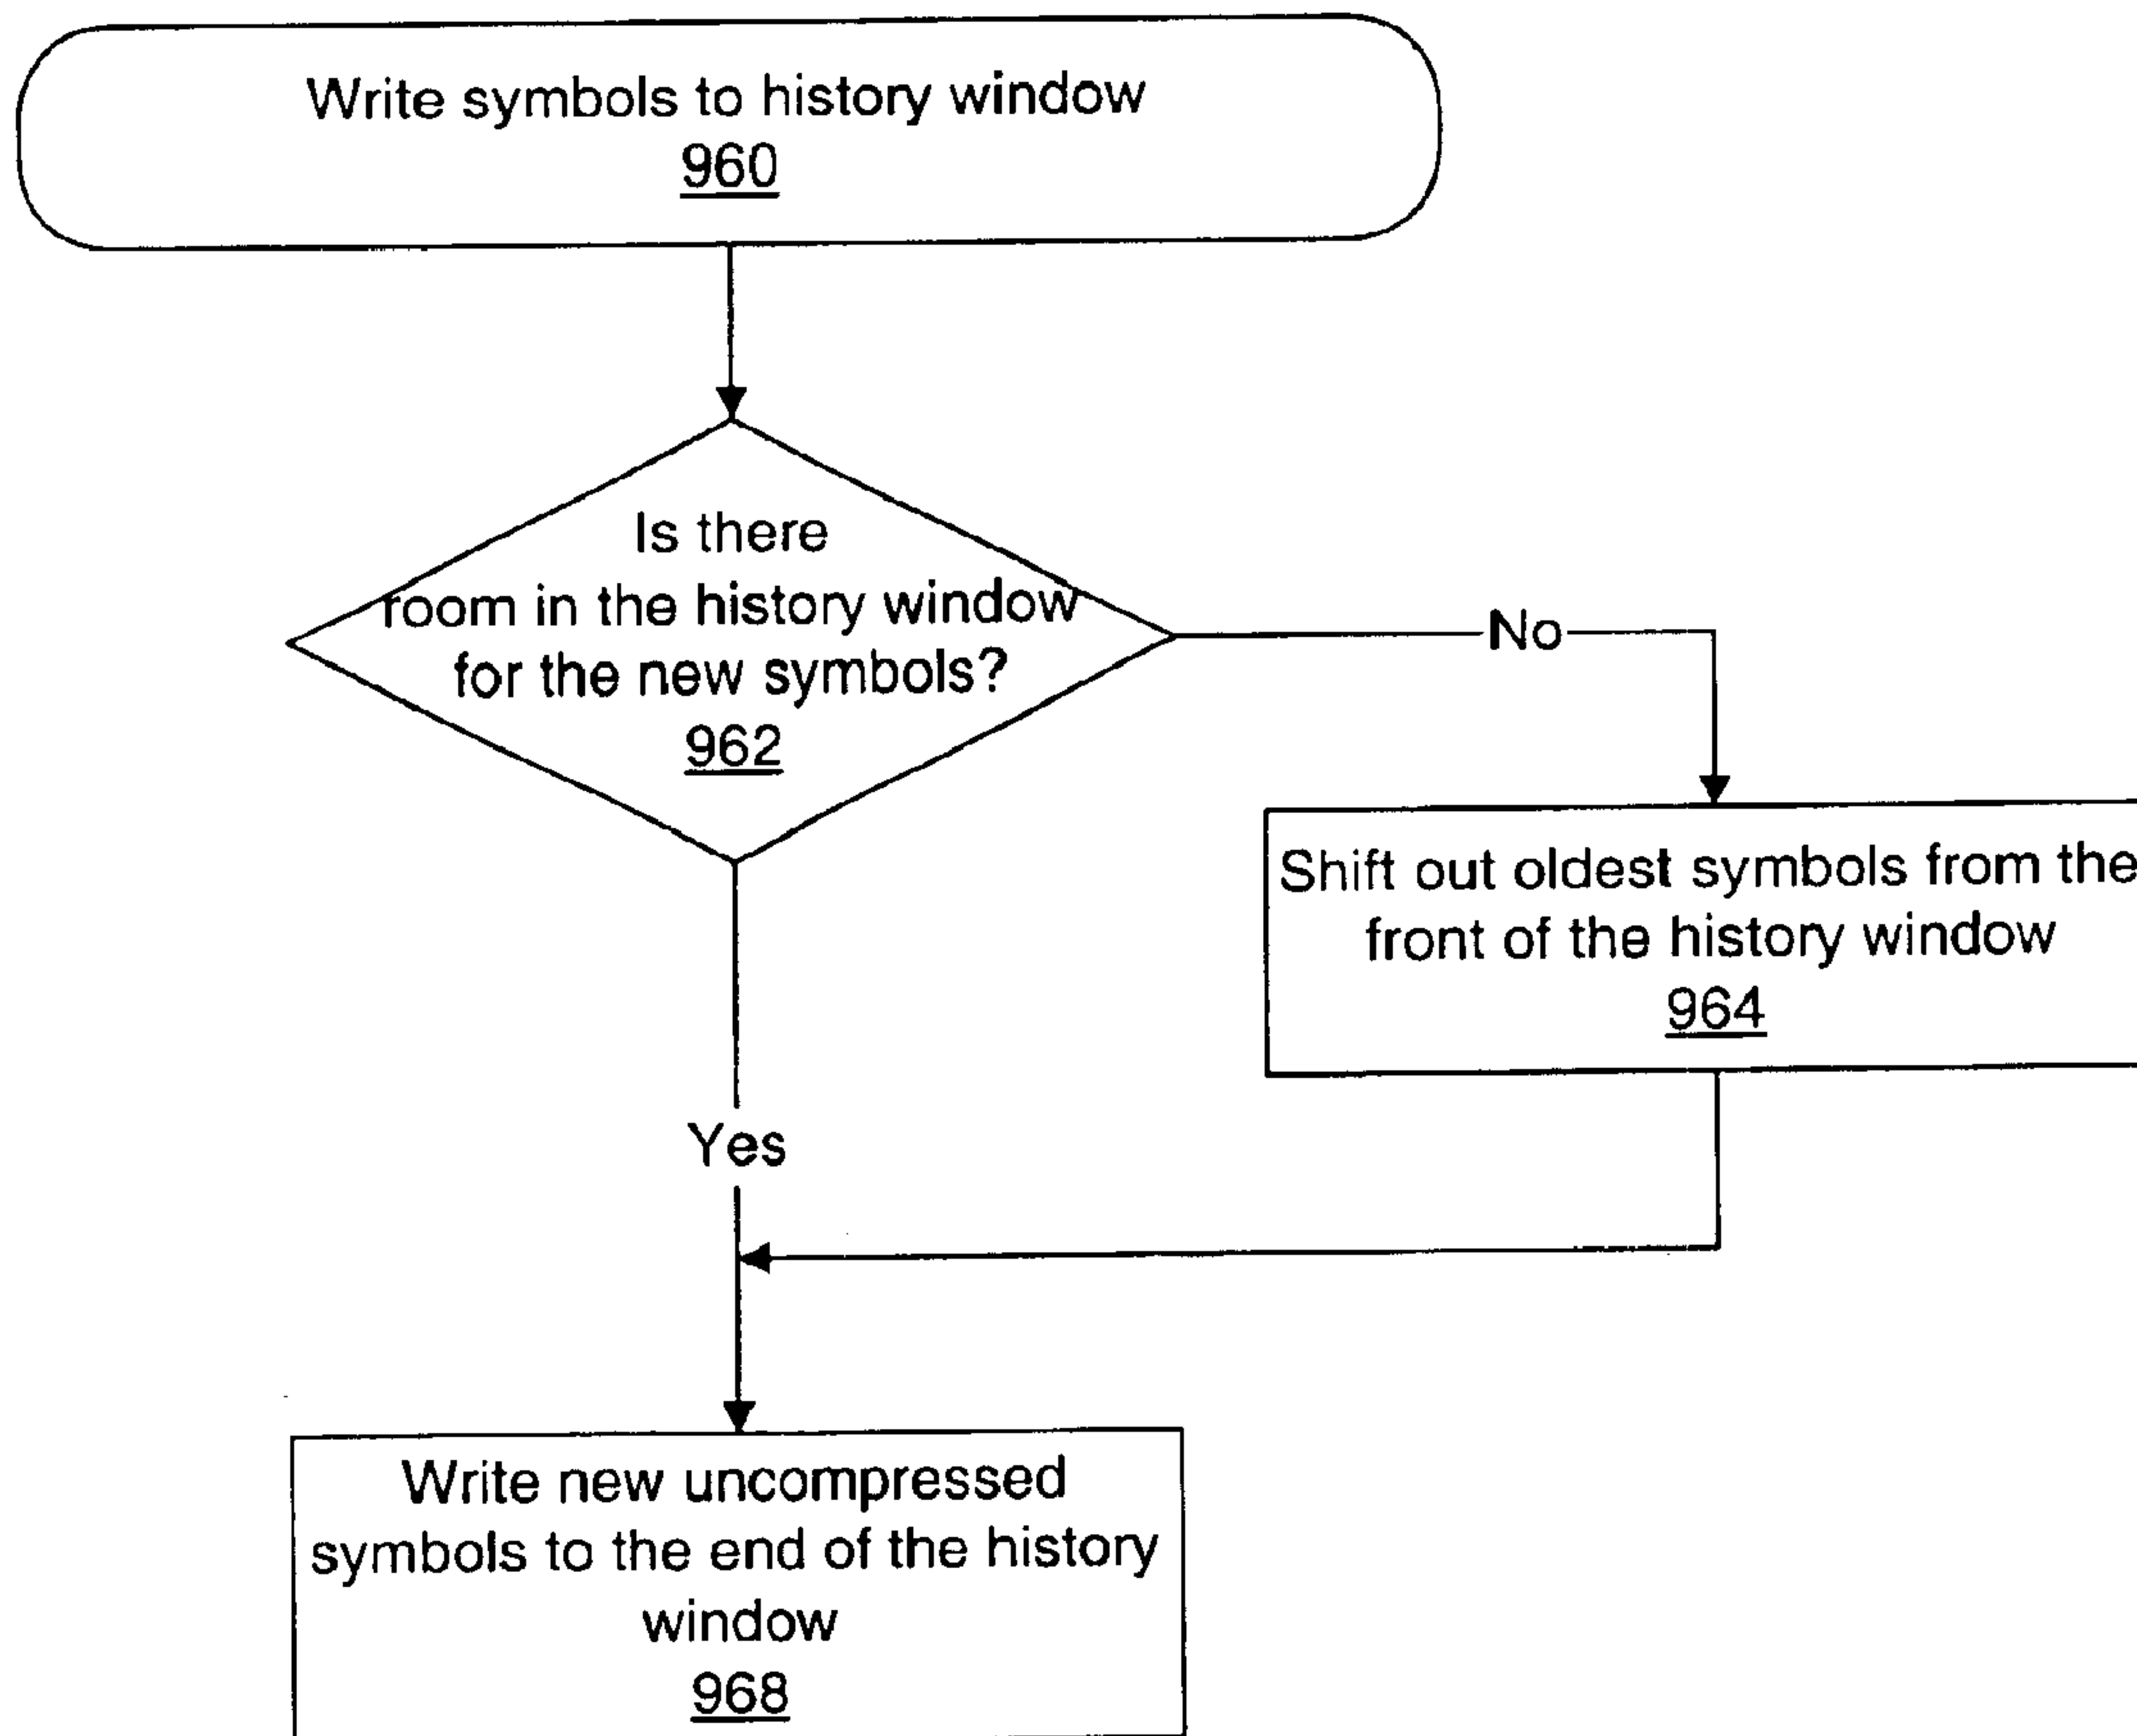 Write symbols to history window
960
Is there
room in the history window
for the new symbols?
962
No
Shift out oldest symbols from the
front of the history window
964
Yes
Write new uncompressed
symbols to the end of the history
window
968